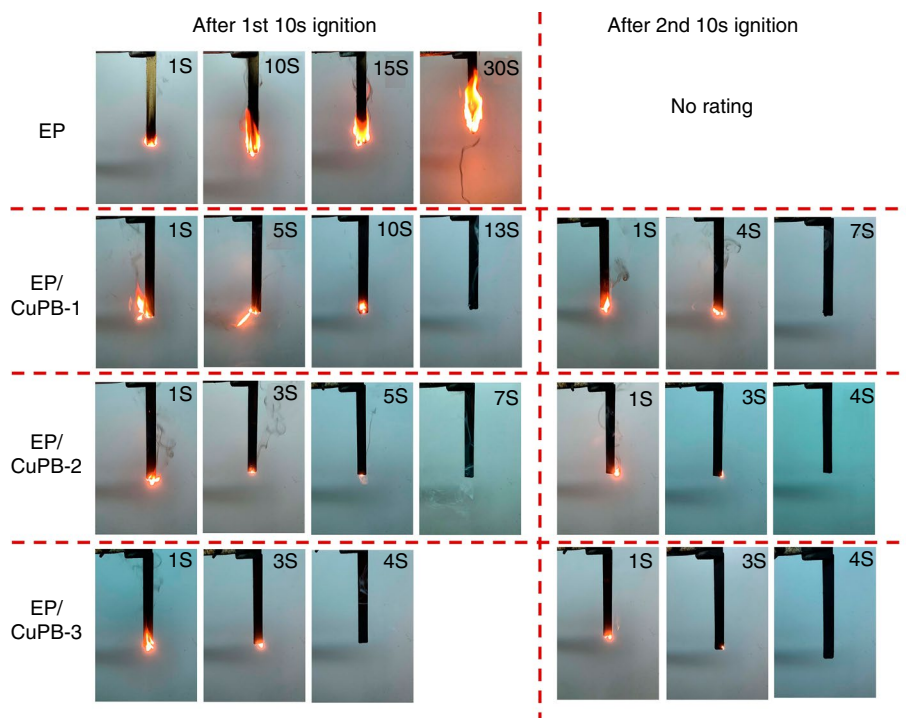 After 1st 10s ignition
After 2nd 10s ignition
EP
1S
10S
15S
30S
No rating
EP/
CuPB-1
1S
5S
10S
13S
1S
4S
7S
EP/
CuPB-2
1S
3S
5S
7S
1S
3S
4S
EP/
CuPB-3
1S
3S
4S
1S
3S
4S